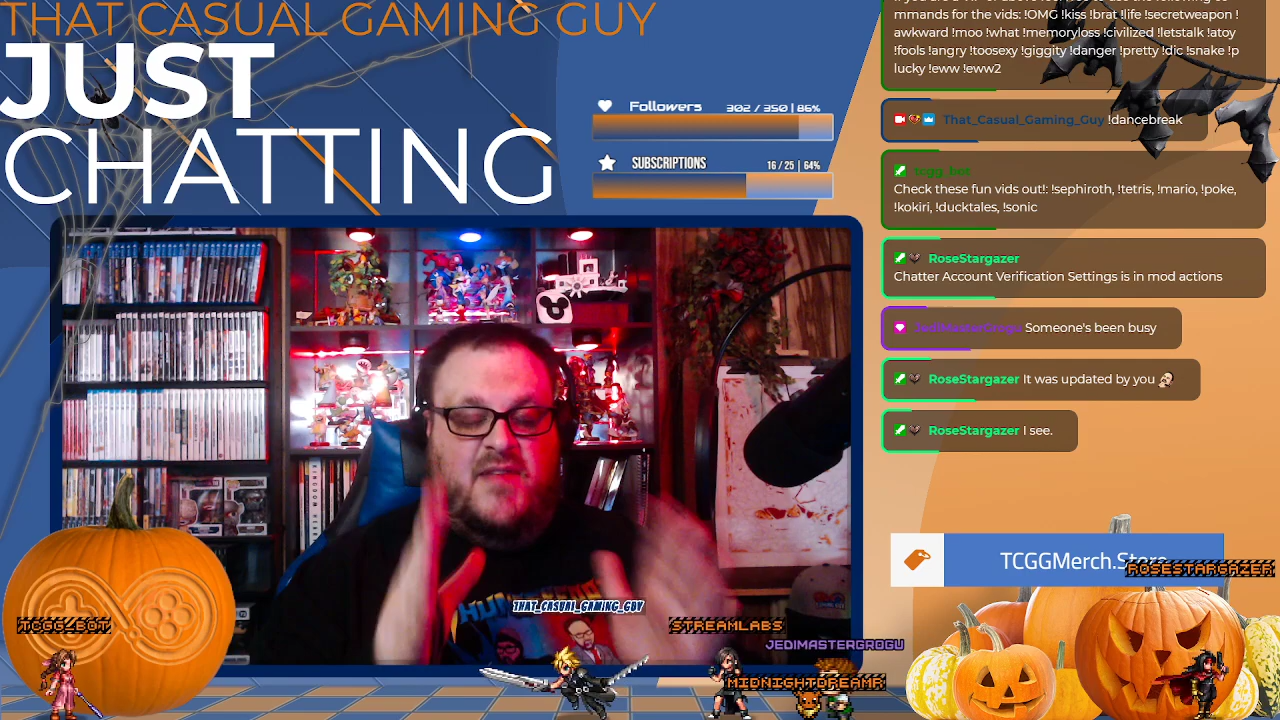 THAT CASUAL GAMING GUY
JUST
CHATTING
Followers
302 / 350 | 86%
SUBSCRIPTIONS
16 / 25 | 64%
mmands for the vids: !OMG !kiss !brat !life !secretweapon !
awkward !moo !what !memoryloss !civilized !letstalk !atoy
!fools !angry !toosexy !giggity !danger !pretty !dic !snake !p
lucky !eww !eww2
That_Casual_Gaming_Guy !dancebreak
tcgg_bot
Check these fun vids out!: !sephiroth, !tetris, !mario, !poke,
!kokiri, !ducktales, !sonic
RoseStargazer
Chatter Account Verification Settings is in mod actions
JediMasterGrogu Someone's been busy
RoseStargazer It was updated by you
RoseStargazer I see.
TCGGMerch.Store
ROSESTARGAZER
THAT_CASUAL_GAMING_GUY
TCGG_BOT
STREAMLABS
JEDIMASTERGROGU
MIDNIGHTDREAMR